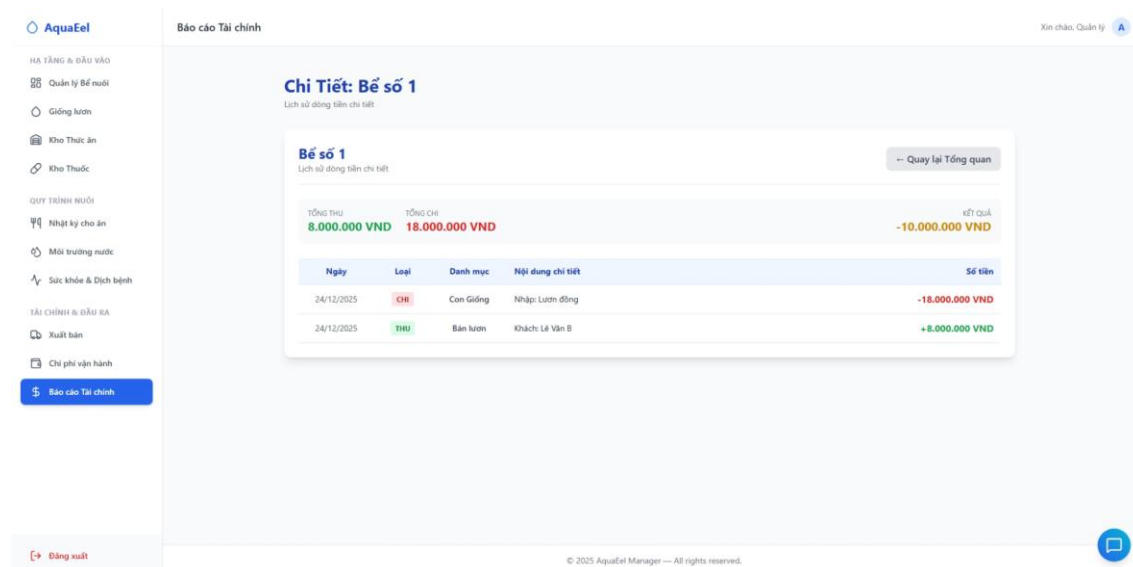 AquaEel
Báo cáo Tài chính
Xin chào, Quản lý
A
HẠ TẦNG & ĐẦU VÀO
Quản lý Bể nuôi
Giống lươn
Kho Thức ăn
Kho Thuốc
QUY TRÌNH NUÔI
Nhật ký cho ăn
Môi trường nước
Sức khỏe & Dịch bệnh
TÀI CHÍNH & ĐẦU RA
Xuất bán
Chi phí vận hành
Báo cáo Tài chính
Đăng xuất
Chi Tiết: Bể số 1
Lịch sử dòng tiền chi tiết
Bể số 1
Lịch sử dòng tiền chi tiết
← Quay lại Tổng quan
TỔNG THU TỔNG CHI KẾT QUẢ
8.000.000 VND 18.000.000 VND -10.000.000 VND
Ngày Loại Danh mục Nội dung chi tiết Số tiền
24/12/2025 CHI Con Giống Nhập: Lươn đồng -18.000.000 VND
24/12/2025 THU Bán lươn Khách: Lê Văn B +8.000.000 VND
© 2025 AquaEel Manager — All rights reserved.